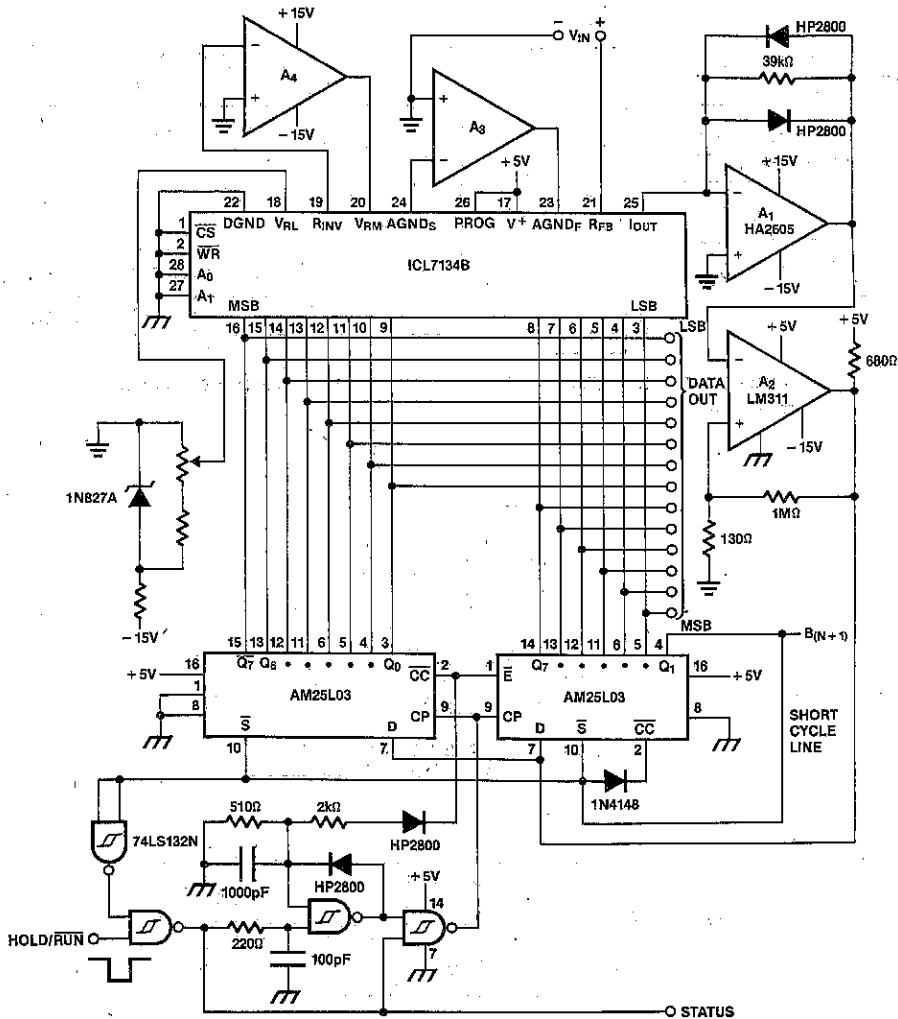 +15V
A4
−15V
− VIN +
A3
HP2800
39kΩ
HP2800
+15V
A1
HA2605
−15V
+5V
22 18 19 20 24 26 17 23 21 25
DGND VRL RINV VRM AGNDS PROG V+ AGNDF RFB IOUT
1 CS
2 WR
28 A0
27 A1
ICL7134B
MSB LSB
16 15 14 13 12 11 10 9 8 7 6 5 4 3
LSB
DATA OUT
MSB
+5V
A2
LM311
−15V
+5V
680Ω
1MΩ
130Ω
1N827A
−15V
15 13 12 11 6 5 4 3
Q7 Q6 Q0
+5V 16
1
8
AM25L03
CC 2
CP 9
S D
10 7
14 13 12 11 6 5 4
Q7 Q1
1 E
9 CP
AM25L03
16 +5V
8
D S CC
7 10 2
B(N+1)
SHORT CYCLE LINE
1N4148
74LS132N
510Ω
2kΩ
HP2800
1000pF
HP2800
+5V
14
7
HOLD/RUN
220Ω
100pF
STATUS